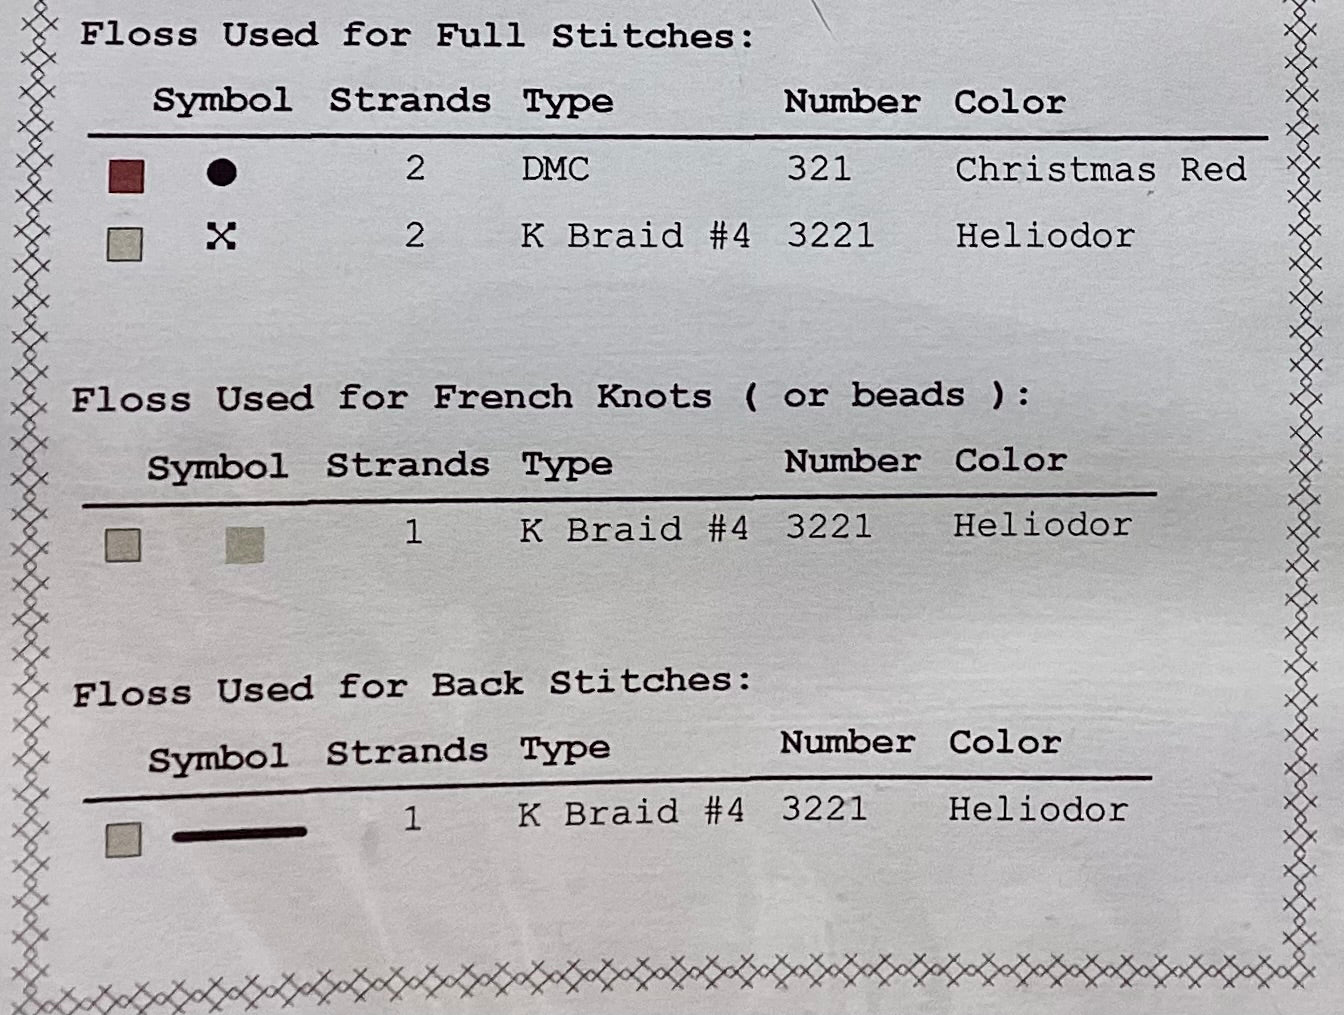 Floss Used for Full Stitches:
Symbol Strands Type Number Color
2 DMC 321 Christmas Red
2 K Braid #4 3221 Heliodor
Floss Used for French Knots ( or beads ):
Symbol Strands Type Number Color
1 K Braid #4 3221 Heliodor
Floss Used for Back Stitches:
Symbol Strands Type Number Color
1 K Braid #4 3221 Heliodor